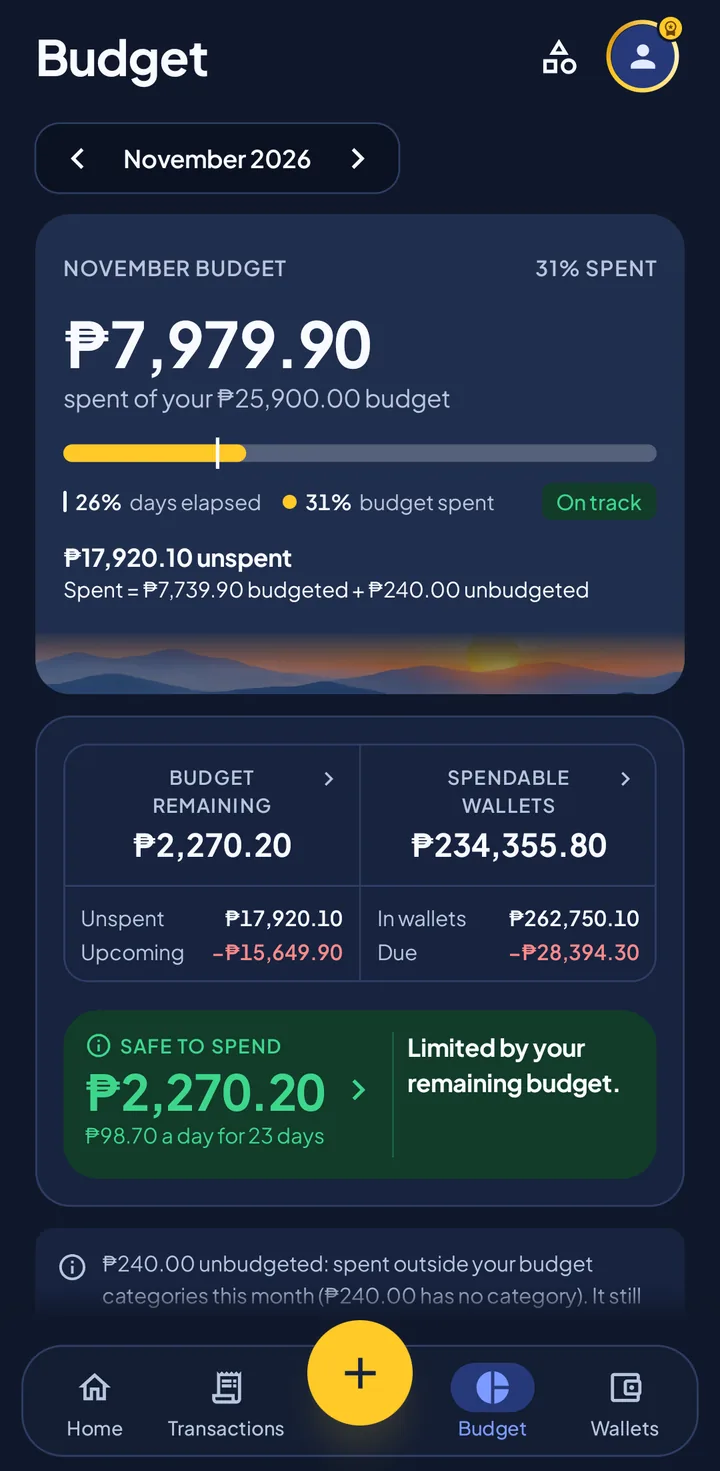 Budget
November 2026
NOVEMBER BUDGET 31% SPENT
₱7,979.90
spent of your ₱25,900.00 budget
26% days elapsed 31% budget spent On track
₱17,920.10 unspent
Spent = ₱7,739.90 budgeted + ₱240.00 unbudgeted
BUDGET REMAINING
₱2,270.20
SPENDABLE WALLETS
₱234,355.80
Unspent ₱17,920.10
Upcoming -₱15,649.90
In wallets ₱262,750.10
Due -₱28,394.30
SAFE TO SPEND
₱2,270.20
₱98.70 a day for 23 days
Limited by your
remaining budget.
₱240.00 unbudgeted: spent outside your budget
categories this month (₱240.00 has no category). It still
Home Transactions Budget Wallets